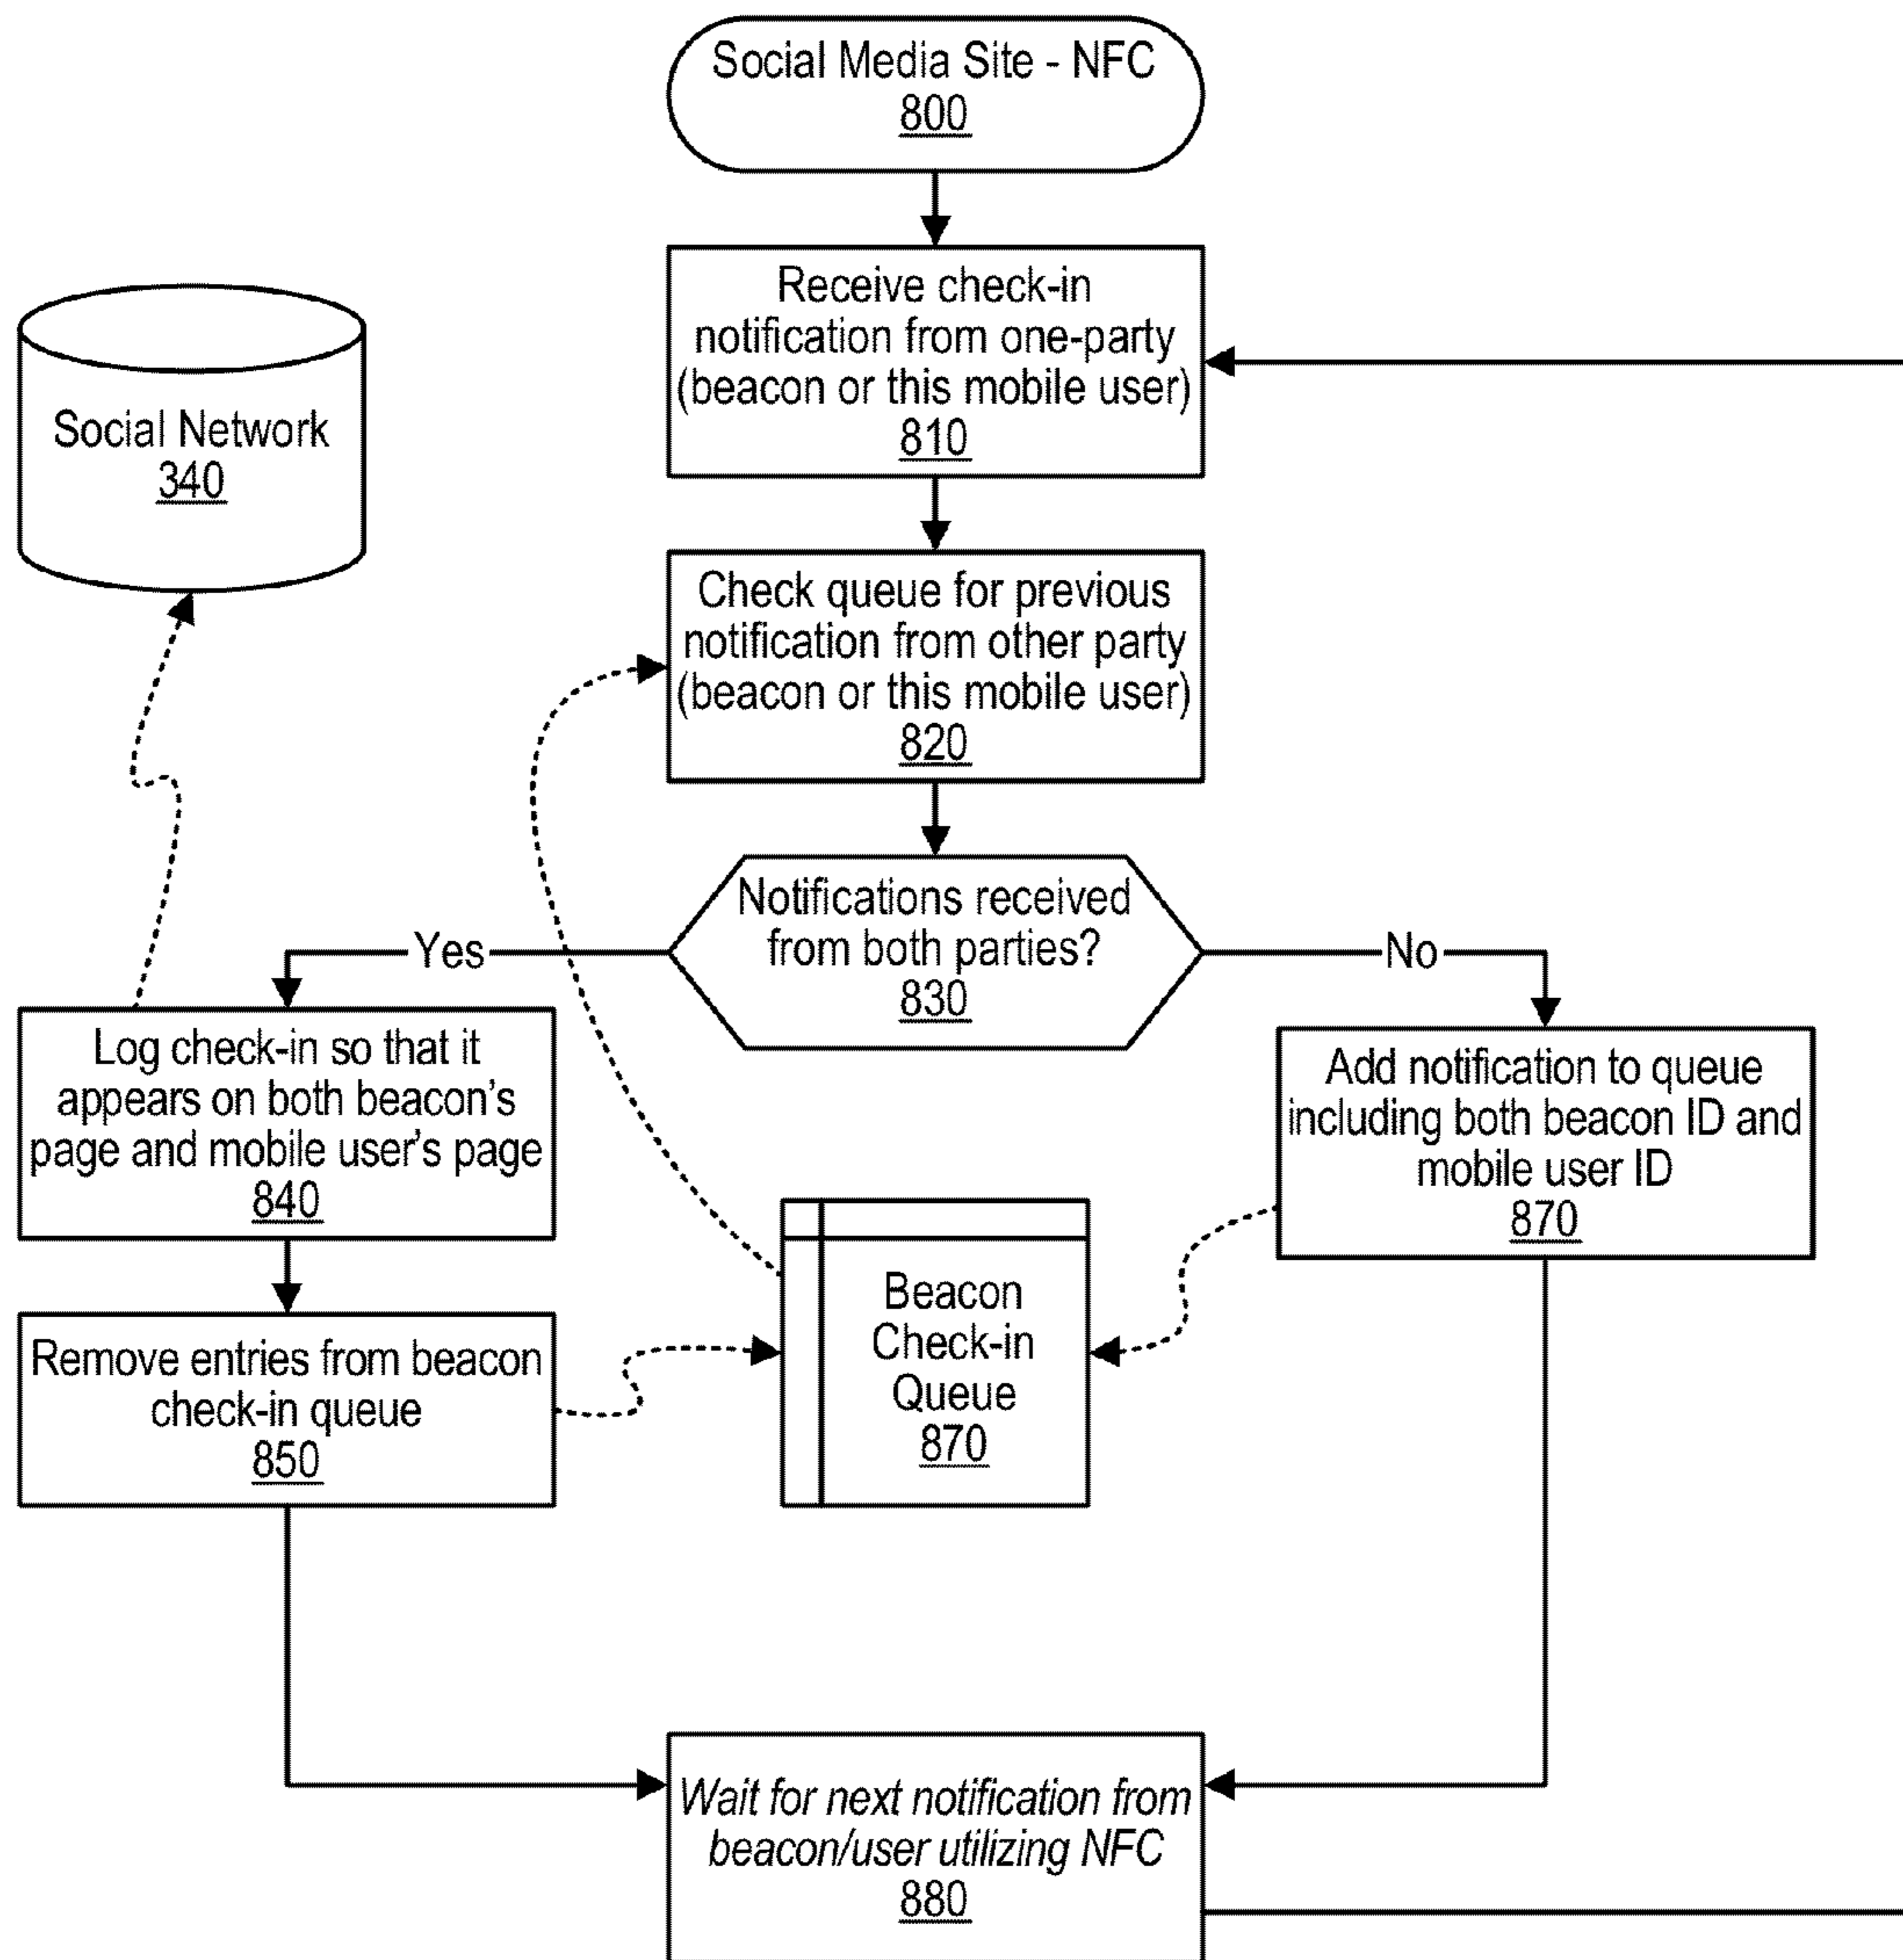 Social Media Site - NFC
800
Receive check-in
notification from one-party
(beacon or this mobile user)
810
Social Network
340
Check queue for previous
notification from other party
(beacon or this mobile user)
820
Notifications received
from both parties?
830
Yes
No
Log check-in so that it
appears on both beacon's
page and mobile user's page
840
Add notification to queue
including both beacon ID and
mobile user ID
870
Beacon
Check-in
Queue
870
Remove entries from beacon
check-in queue
850
Wait for next notification from
beacon/user utilizing NFC
880